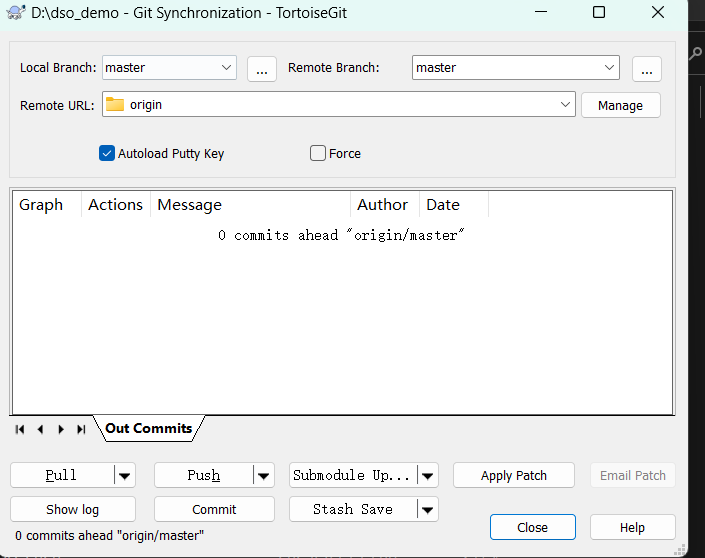 D:\dso_demo - Git Synchronization - TortoiseGit
Local Branch: master ... Remote Branch: master ...
Remote URL: origin Manage
Autoload Putty Key Force
Graph Actions Message Author Date
0 commits ahead "origin/master"
Out Commits
Pull Push Submodule Up... Apply Patch Email Patch
Show log Commit Stash Save
Close Help
0 commits ahead "origin/master"